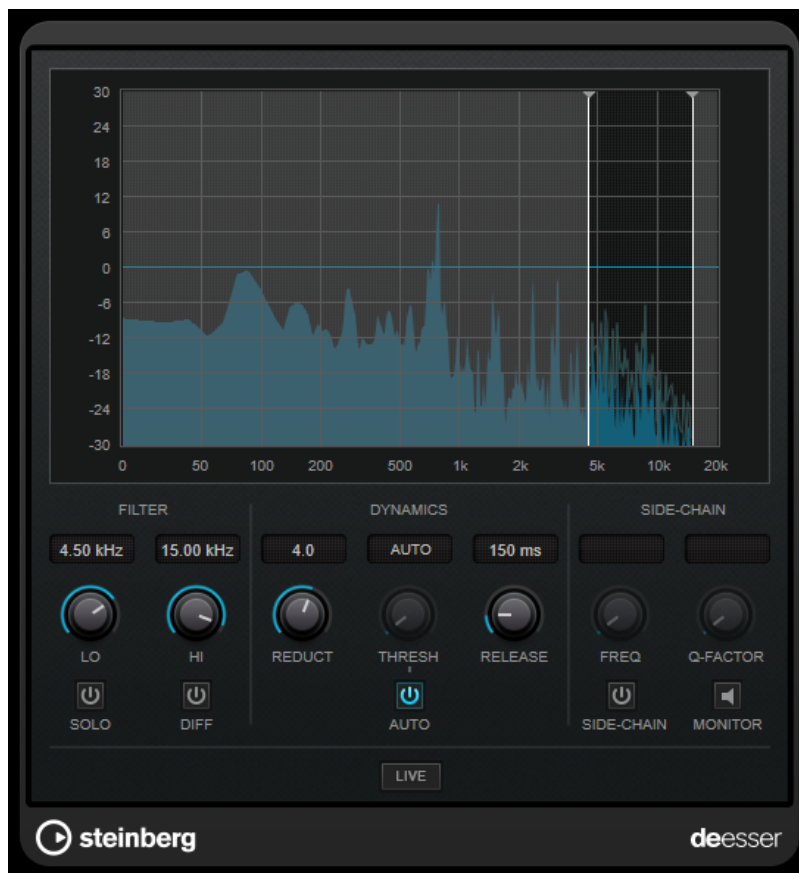 30
24
18
12
6
0
-6
-12
-18
-24
-30
0 50 100 200 500 1k 2k 5k 10k 20k
FILTER DYNAMICS SIDE-CHAIN
4.50 kHz 15.00 kHz 4.0 AUTO 150 ms
LO HI REDUCT THRESH RELEASE FREQ Q-FACTOR
SOLO DIFF AUTO SIDE-CHAIN MONITOR
LIVE
steinberg deesser